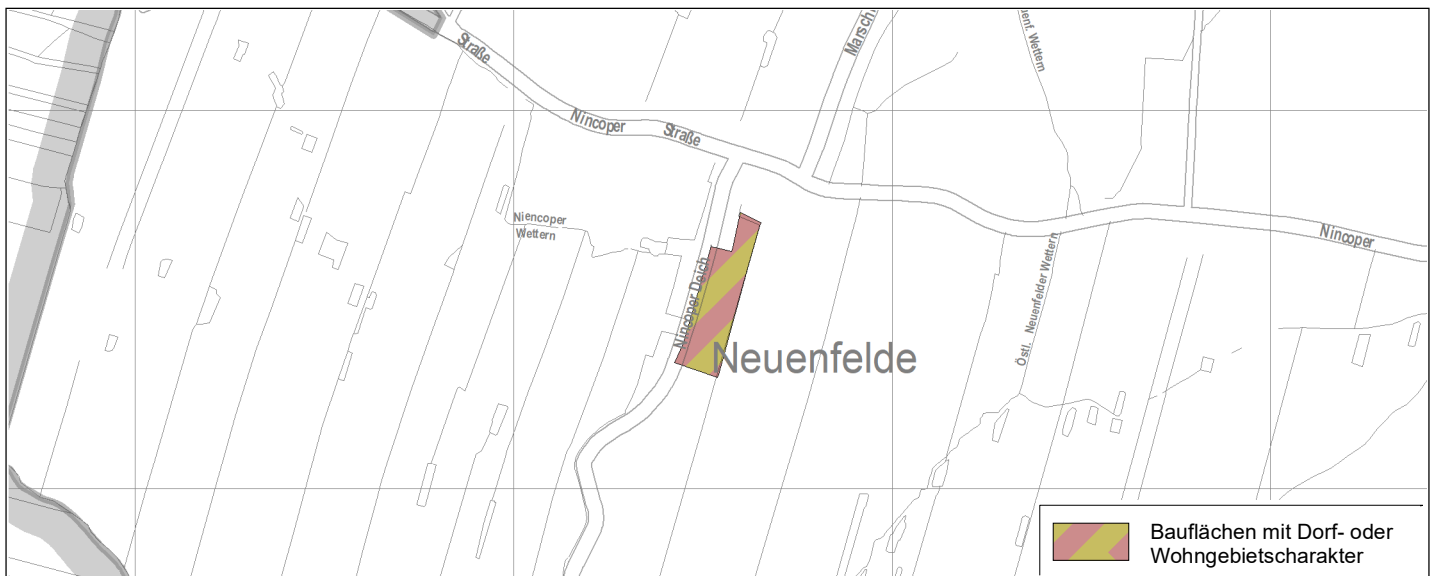 Straße
Nincoper
Straße
Marsch
uenf. Wettern
Niencoper
Wettern
Nincoper Deich
Neuenfelde
Östl. Neuenfelder Wettern
Nincoper
Bauflächen mit Dorf- oder
Wohngebietscharakter